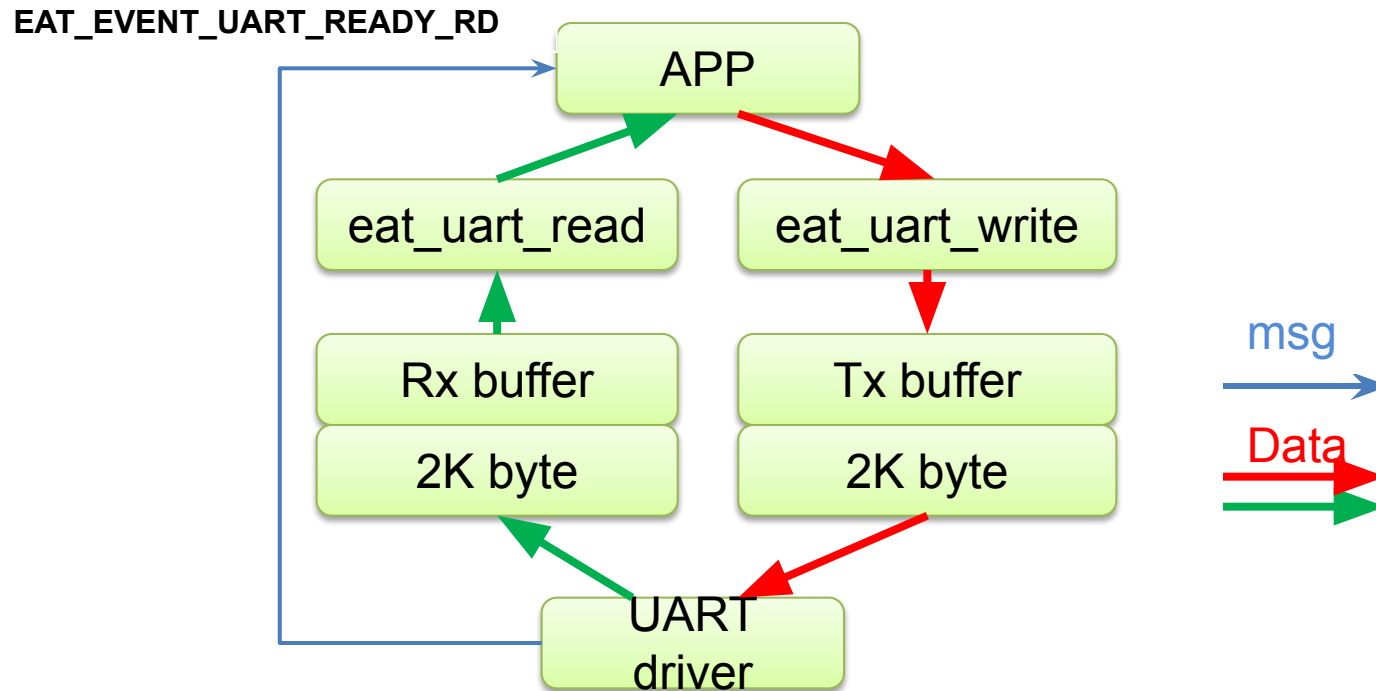 EAT_EVENT_UART_READY_RD
APP
eat_uart_read
eat_uart_write
Rx buffer
Tx buffer
2K byte
2K byte
UART
driver
msg
Data